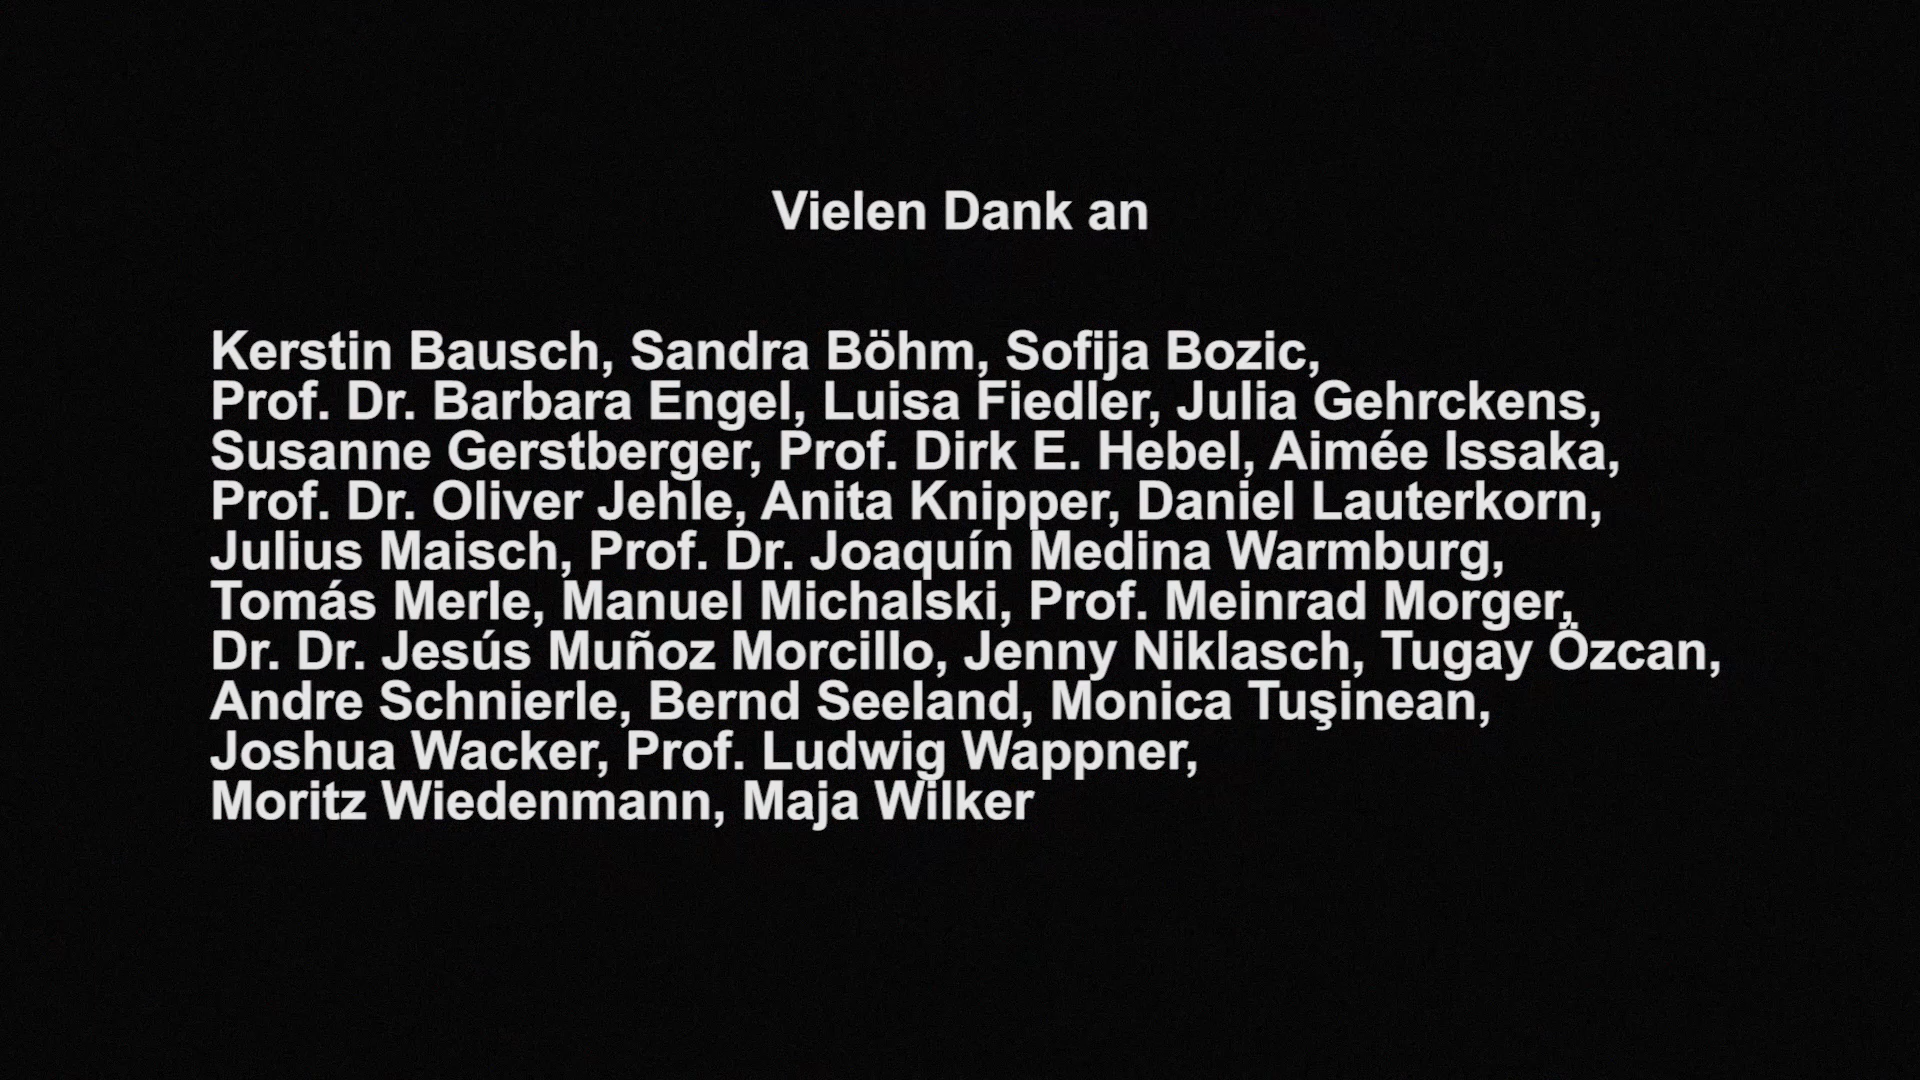 Vielen Dank an
Kerstin Bausch, Sandra Böhm, Sofija Bozic,
Prof. Dr. Barbara Engel, Luisa Fiedler, Julia Gehrckens,
Susanne Gerstberger, Prof. Dirk E. Hebel, Aimée Issaka,
Prof. Dr. Oliver Jehle, Anita Knipper, Daniel Lauterkorn,
Julius Maisch, Prof. Dr. Joaquín Medina Warmburg,
Tomás Merle, Manuel Michalski, Prof. Meinrad Morger,
Dr. Dr. Jesús Muñoz Morcillo, Jenny Niklasch, Tugay Özcan,
Andre Schnierle, Bernd Seeland, Monica Tuşinean,
Joshua Wacker, Prof. Ludwig Wappner,
Moritz Wiedenmann, Maja Wilker